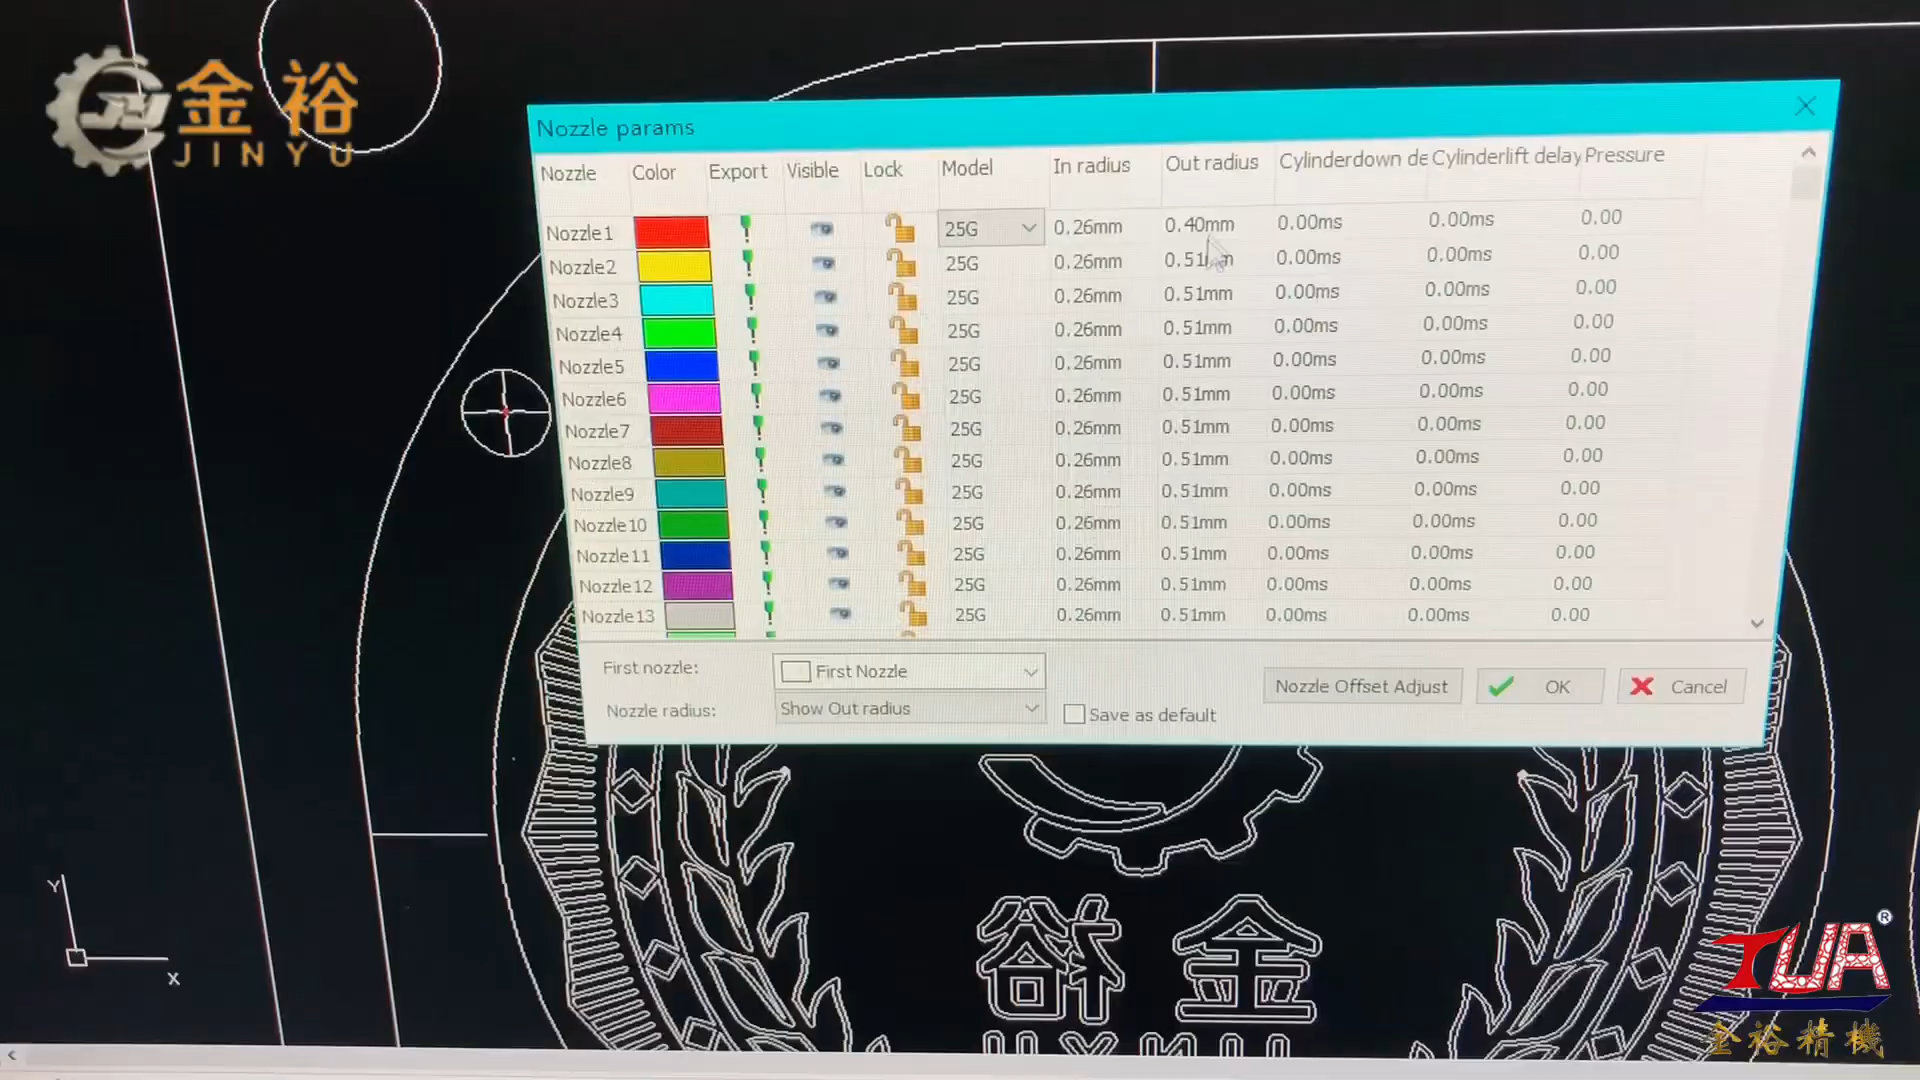 金裕
JINYU
Nozzle params
Nozzle Color Export Visible Lock Model In radius Out radius Cylinderdown de Cylinderlift delay Pressure
Nozzle1 25G 0.26mm 0.40mm 0.00ms 0.00ms 0.00
Nozzle2 25G 0.26mm 0.51mm 0.00ms 0.00ms 0.00
Nozzle3 25G 0.26mm 0.51mm 0.00ms 0.00ms 0.00
Nozzle4 25G 0.26mm 0.51mm 0.00ms 0.00ms 0.00
Nozzle5 25G 0.26mm 0.51mm 0.00ms 0.00ms 0.00
Nozzle6 25G 0.26mm 0.51mm 0.00ms 0.00ms 0.00
Nozzle7 25G 0.26mm 0.51mm 0.00ms 0.00ms 0.00
Nozzle8 25G 0.26mm 0.51mm 0.00ms 0.00ms 0.00
Nozzle9 25G 0.26mm 0.51mm 0.00ms 0.00ms 0.00
Nozzle10 25G 0.26mm 0.51mm 0.00ms 0.00ms 0.00
Nozzle11 25G 0.26mm 0.51mm 0.00ms 0.00ms 0.00
Nozzle12 25G 0.26mm 0.51mm 0.00ms 0.00ms 0.00
Nozzle13 25G 0.26mm 0.51mm 0.00ms 0.00ms 0.00
First nozzle: First Nozzle
Nozzle Offset Adjust OK Cancel
Nozzle radius: Show Out radius
Save as default
Y
X
金裕
JINYU
TUA®
金裕精機